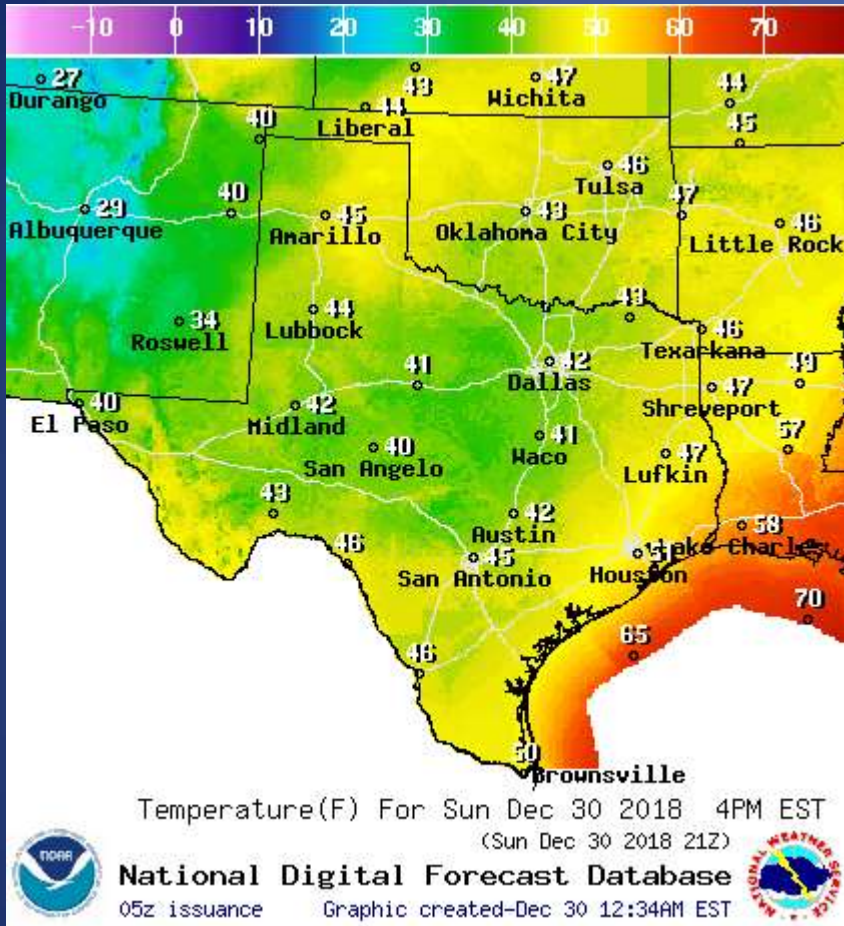 -10 0 10 20 30 40 50 60 70
27
Durango
43
47
Wichita
44
44
Liberal
40
45
46
Tulsa
29
Albuquerque
40
45
Amarillo
43
Oklahoma City
47
46
Little Rock
34
Roswell
44
Lubbock
43
46
Texarkana
41
42
Dallas
49
47
Shreveport
40
El Paso
42
Midland
40
San Angelo
41
Waco
47
Lufkin
57
43
42
Austin
58
Lake Charles
46
45
San Antonio
51
Houston
70
65
46
50
Brownsville
Temperature(F) For Sun Dec 30 2018 4PM EST
(Sun Dec 30 2018 21Z)
NOAA
National Digital Forecast Database
05z issuance Graphic created-Dec 30 12:34AM EST
NATIONAL WEATHER SERVICE